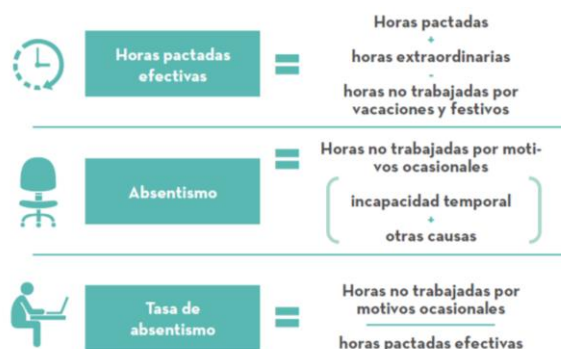 Horas pactadas
efectivas
=
Horas pactadas
+
horas extraordinarias
-
horas no trabajadas por
vacaciones y festivos
Absentismo
=
Horas no trabajadas por moti-
vos ocasionales
incapacidad temporal
+
otras causas
Tasa de
absentismo
=
Horas no trabajadas por
motivos ocasionales
horas pactadas efectivas